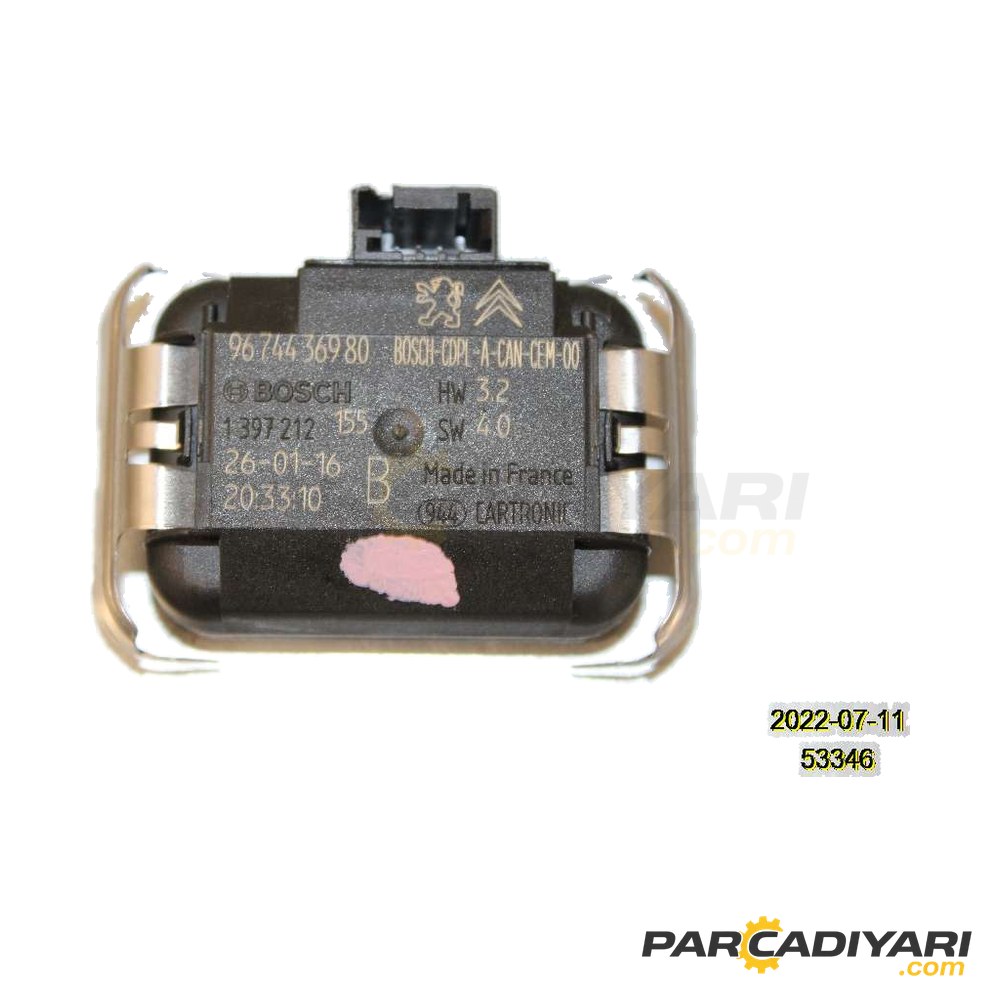 96 744 369 80 BOSCH-CDPL-A-CAN-CEM-00
BOSCH HW 3.2
1 397 212 155 SW 4.0
26-01-16 B Made in France
20:33:10 (944) CARTRONIC
2022-07-11
53346
PARCADIYARI
.com